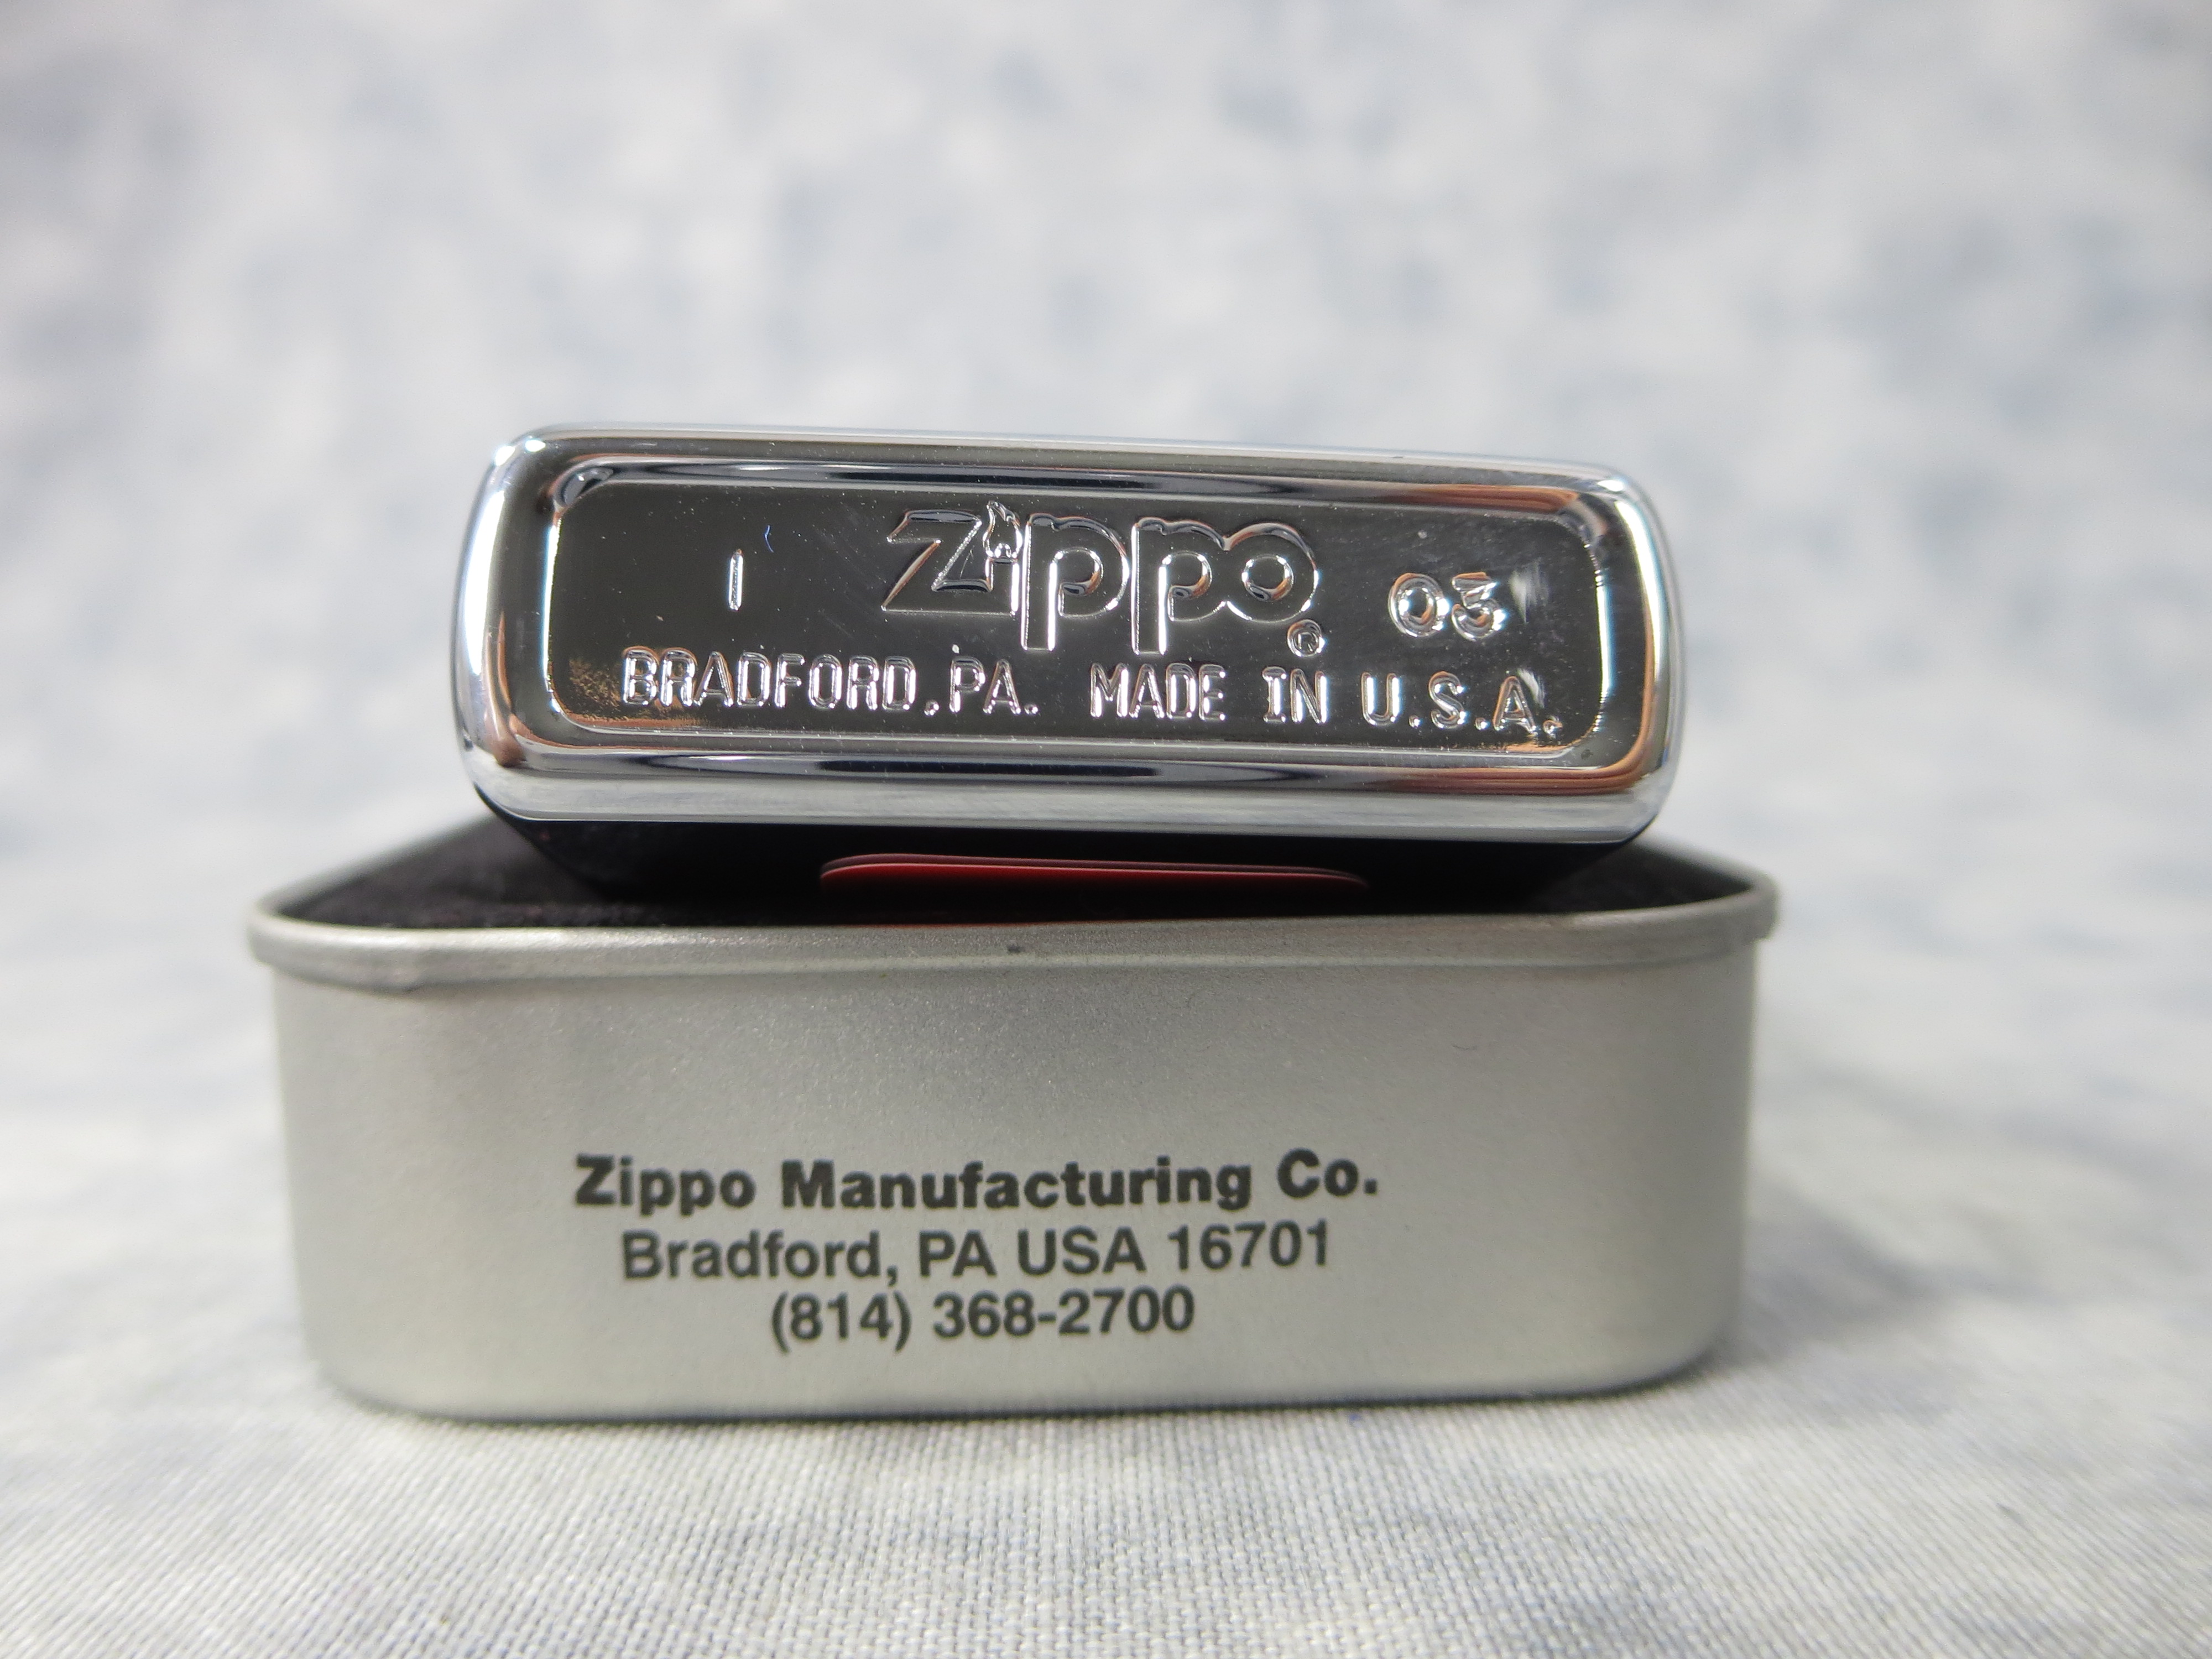 I Zippo® 03
BRADFORD, PA. MADE IN U.S.A.
Zippo Manufacturing Co.
Bradford, PA USA 16701
(814) 368-2700